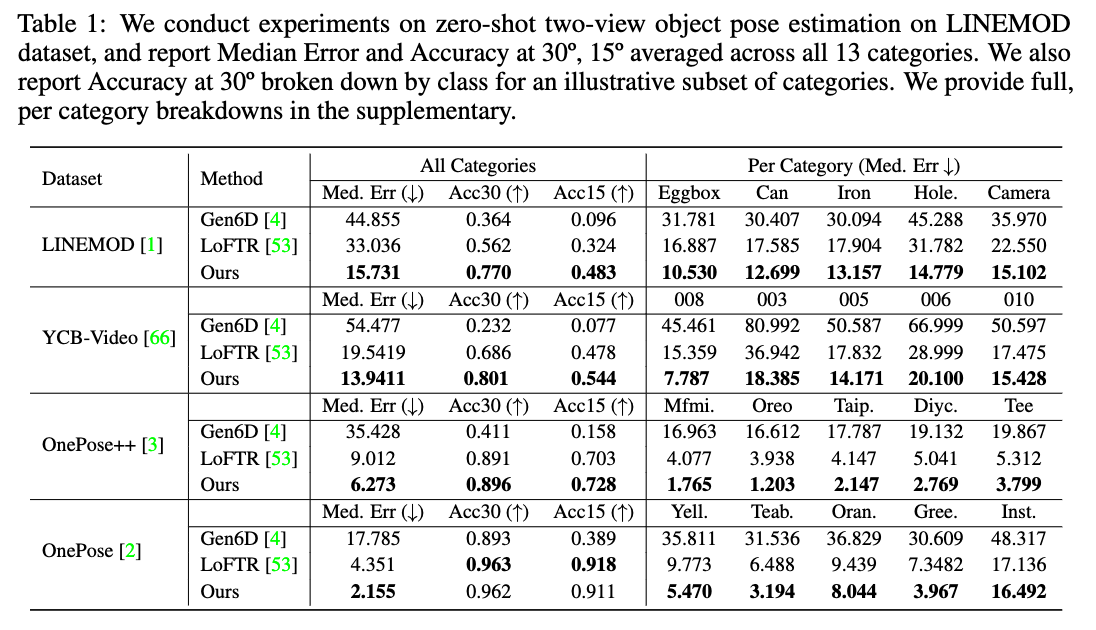 Table 1: We conduct experiments on zero-shot two-view object pose estimation on LINEMOD
dataset, and report Median Error and Accuracy at 30º, 15º averaged across all 13 categories. We also
report Accuracy at 30º broken down by class for an illustrative subset of categories. We provide full,
per category breakdowns in the supplementary.
Dataset Method All Categories Per Category (Med. Err ↓)
Med. Err (↓) Acc30 (↑) Acc15 (↑) Eggbox Can Iron Hole. Camera
LINEMOD [1]
Gen6D [4] 44.855 0.364 0.096 31.781 30.407 30.094 45.288 35.970
LoFTR [53] 33.036 0.562 0.324 16.887 17.585 17.904 31.782 22.550
Ours 15.731 0.770 0.483 10.530 12.699 13.157 14.779 15.102
YCB-Video [66]
Med. Err (↓) Acc30 (↑) Acc15 (↑) 008 003 005 006 010
Gen6D [4] 54.477 0.232 0.077 45.461 80.992 50.587 66.999 50.597
LoFTR [53] 19.5419 0.686 0.478 15.359 36.942 17.832 28.999 17.475
Ours 13.9411 0.801 0.544 7.787 18.385 14.171 20.100 15.428
OnePose++ [3]
Med. Err (↓) Acc30 (↑) Acc15 (↑) Mfmi. Oreo Taip. Diyc. Tee
Gen6D [4] 35.428 0.411 0.158 16.963 16.612 17.787 19.132 19.867
LoFTR [53] 9.012 0.891 0.703 4.077 3.938 4.147 5.041 5.312
Ours 6.273 0.896 0.728 1.765 1.203 2.147 2.769 3.799
OnePose [2]
Med. Err (↓) Acc30 (↑) Acc15 (↑) Yell. Teab. Oran. Gree. Inst.
Gen6D [4] 17.785 0.893 0.389 35.811 31.536 36.829 30.609 48.317
LoFTR [53] 4.351 0.963 0.918 9.773 6.488 9.439 7.3482 17.136
Ours 2.155 0.962 0.911 5.470 3.194 8.044 3.967 16.492